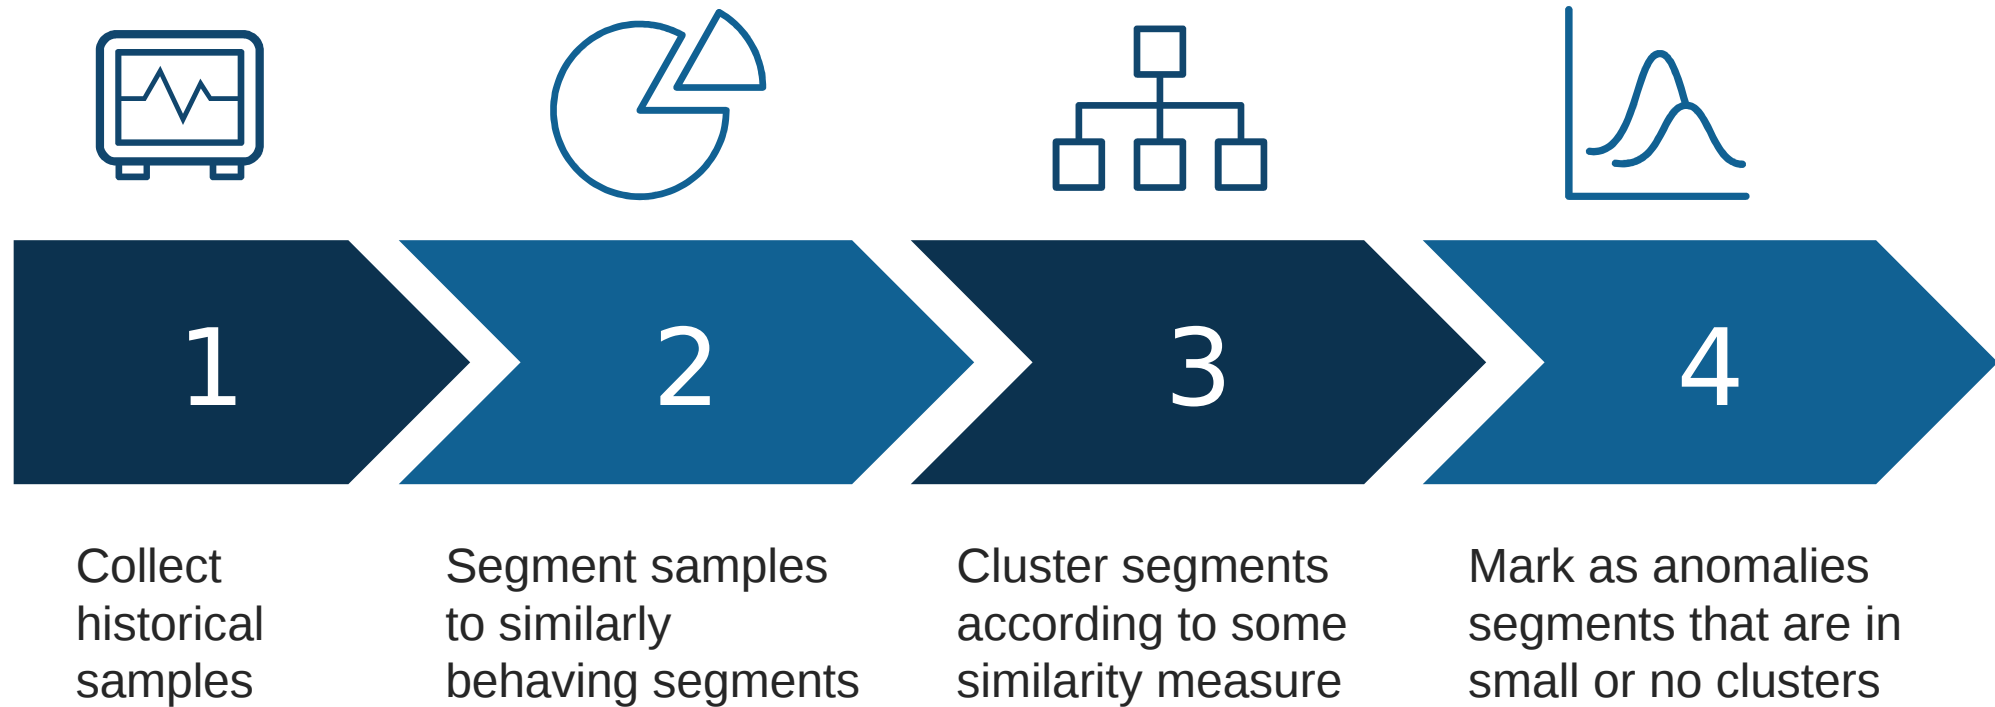 1
2
3
4
Collect
historical
samples
Segment samples
to similarly
behaving segments
Cluster segments
according to some
similarity measure
Mark as anomalies
segments that are in
small or no clusters